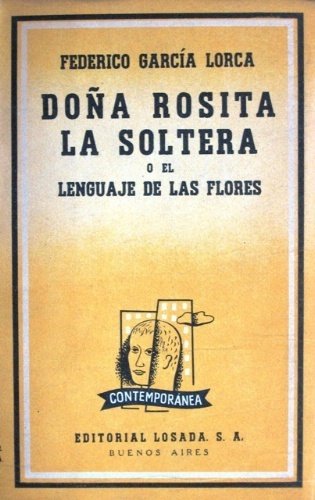 FEDERICO GARCÍA LORCA
DOÑA ROSITA
LA SOLTERA
O EL
LENGUAJE DE LAS FLORES
CONTEMPORÁNEA
EDITORIAL LOSADA. S. A.
BUENOS AIRES